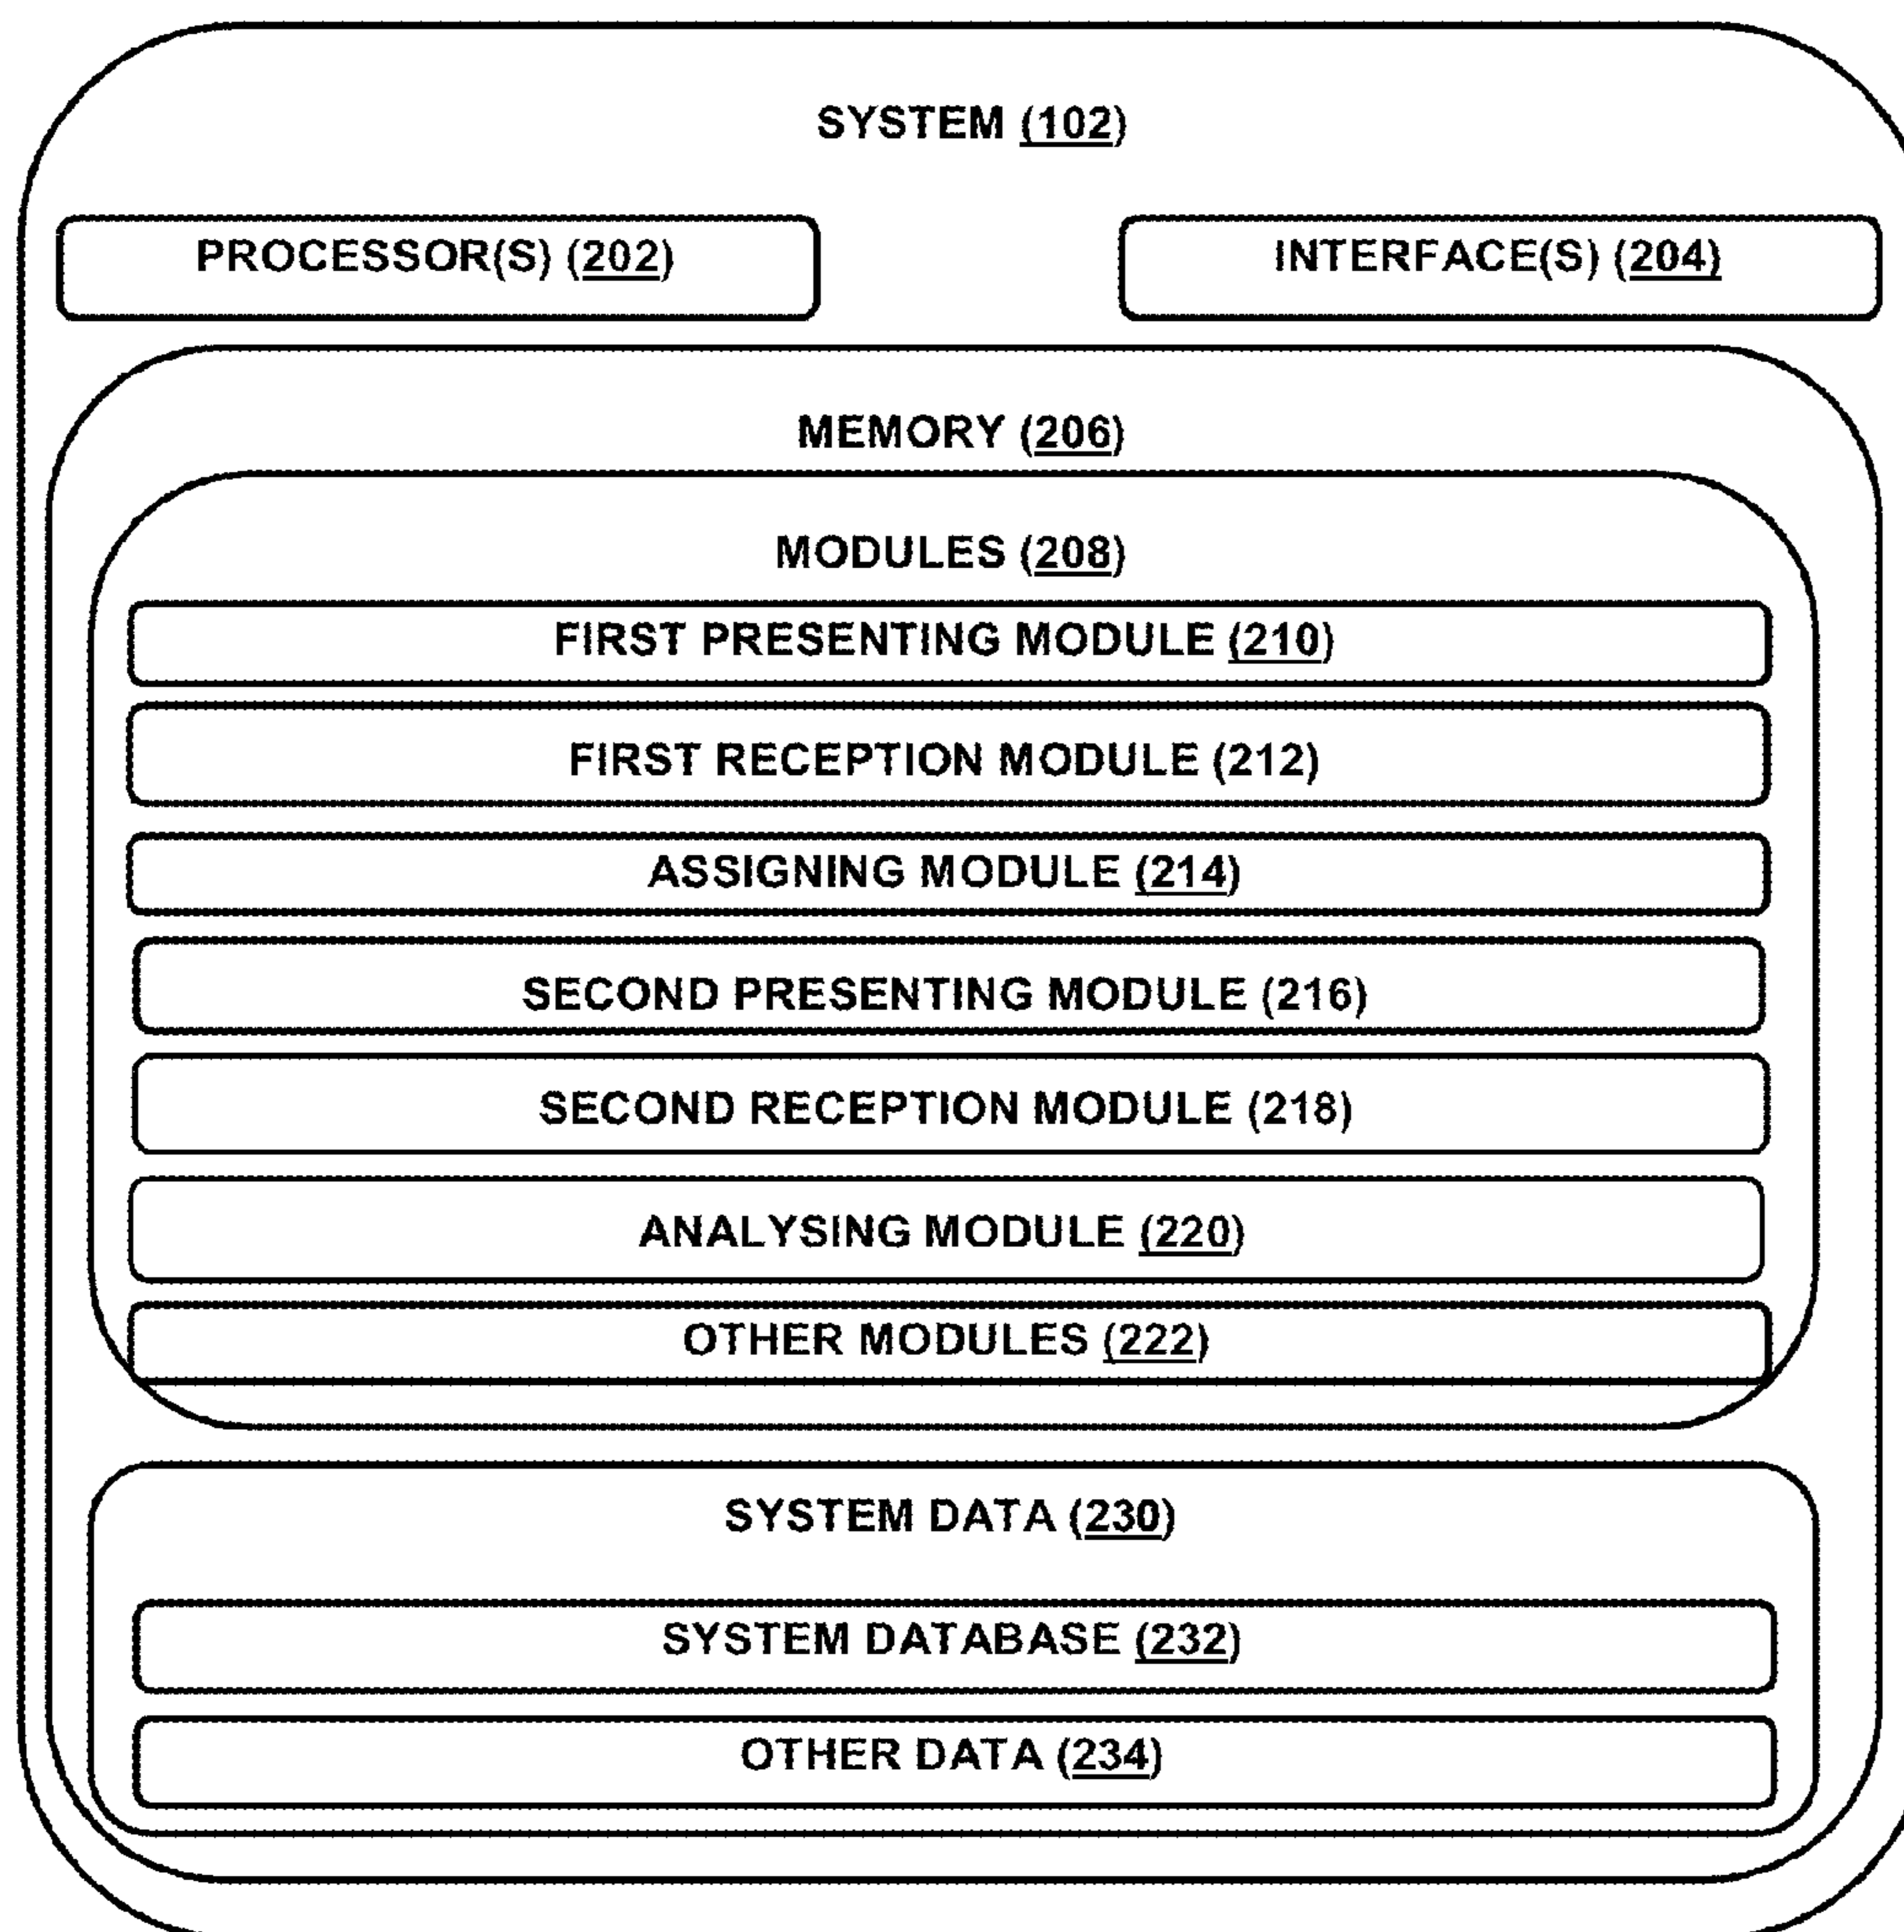 SYSTEM (102)
PROCESSOR(S) (202)
INTERFACE(S) (204)
MEMORY (206)
MODULES (208)
FIRST PRESENTING MODULE (210)
FIRST RECEPTION MODULE (212)
ASSIGNING MODULE (214)
SECOND PRESENTING MODULE (216)
SECOND RECEPTION MODULE (218)
ANALYSING MODULE (220)
OTHER MODULES (222)
SYSTEM DATA (230)
SYSTEM DATABASE (232)
OTHER DATA (234)